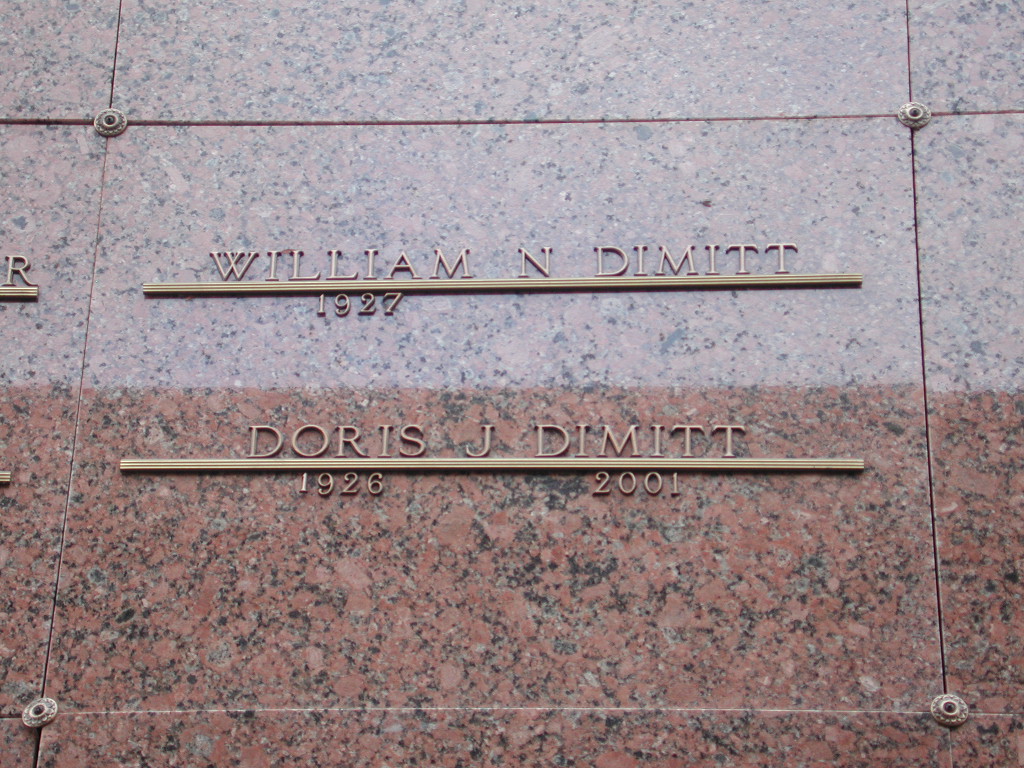 R
WILLIAM N DIMITT
1927
DORIS J DIMITT
1926 2001